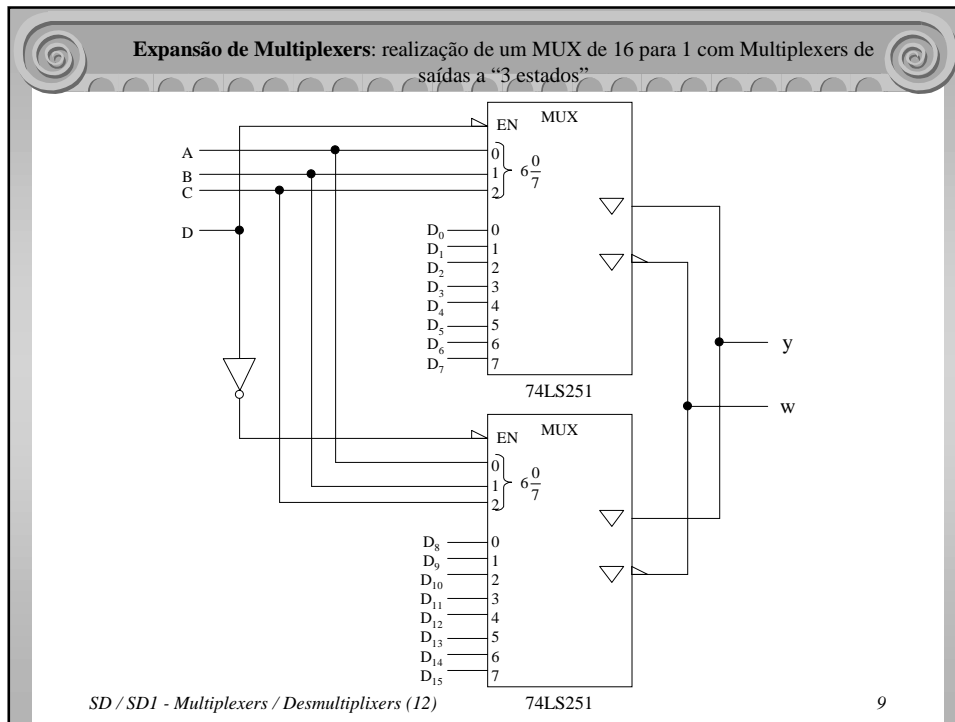 Expansão de Multiplexers: realização de um MUX de 16 para 1 com Multiplexers de
saídas a “3 estados”
MUX
EN
A
B
C
D
0
1
2
6 0/7
D₀ 0
D₁ 1
D₂ 2
D₃ 3
D₄ 4
D₅ 5
D₆ 6
D₇ 7
74LS251
y
w
MUX
EN
0
1
2
6 0/7
D₈ 0
D₉ 1
D₁₀ 2
D₁₁ 3
D₁₂ 4
D₁₃ 5
D₁₄ 6
D₁₅ 7
74LS251
SD / SD1 - Multiplexers / Desmultiplixers (12)
9